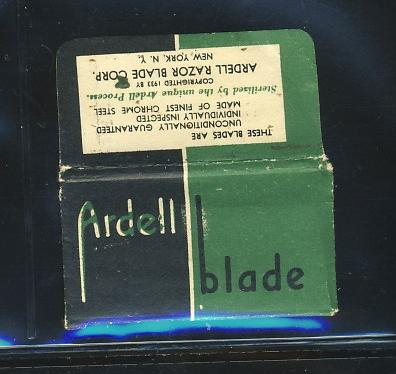 THESE BLADES ARE
UNCONDITIONALLY GUARANTEED
INDIVIDUALLY INSPECTED
MADE OF FINEST CHROME STEEL
Sterilized by the unique Ardell Process.
COPYRIGHTED 1933 BY
ARDELL RAZOR BLADE CORP.
NEW YORK, N. Y.
Ardell
blade